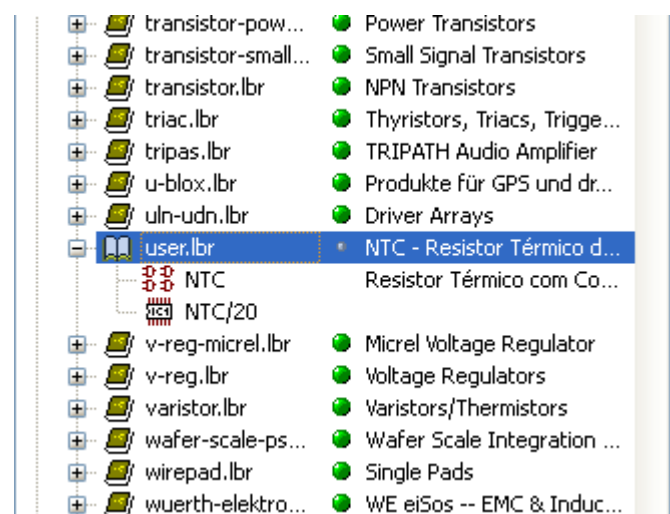 transistor-pow... Power Transistors
transistor-small... Small Signal Transistors
transistor.lbr NPN Transistors
triac.lbr Thyristors, Triacs, Trigge...
tripas.lbr TRIPATH Audio Amplifier
u-blox.lbr Produkte für GPS und dr...
uln-udn.lbr Driver Arrays
user.lbr NTC - Resistor Térmico d...
NTC Resistor Térmico com Co...
IC1 NTC/20
v-reg-micrel.lbr Micrel Voltage Regulator
v-reg.lbr Voltage Regulators
varistor.lbr Varistors/Thermistors
wafer-scale-ps... Wafer Scale Integration ...
wirepad.lbr Single Pads
wuerth-elektro... WE eiSos -- EMC & Induc...